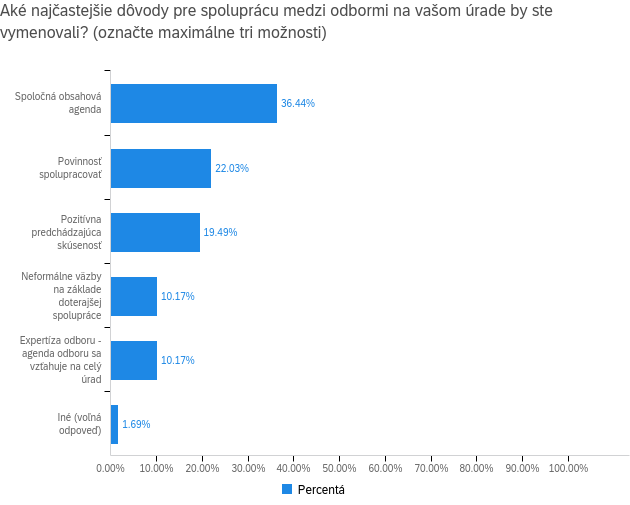 Aké najčastejšie dôvody pre spoluprácu medzi odbormi na vašom úrade by ste
vymenovali? (označte maximálne tri možnosti)
Spoločná obsahová
agenda
36.44%
Povinnosť
spolupracovať
22.03%
Pozitívna
predchádzajúca
skúsenosť
19.49%
Neformálne väzby
na základe
doterajšej
spolupráce
10.17%
Expertíza odboru -
agenda odboru sa
vzťahuje na celý
úrad
10.17%
Iné (voľná
odpoveď)
1.69%
0.00% 10.00% 20.00% 30.00% 40.00% 50.00% 60.00% 70.00% 80.00% 90.00% 100.00%
Percentá